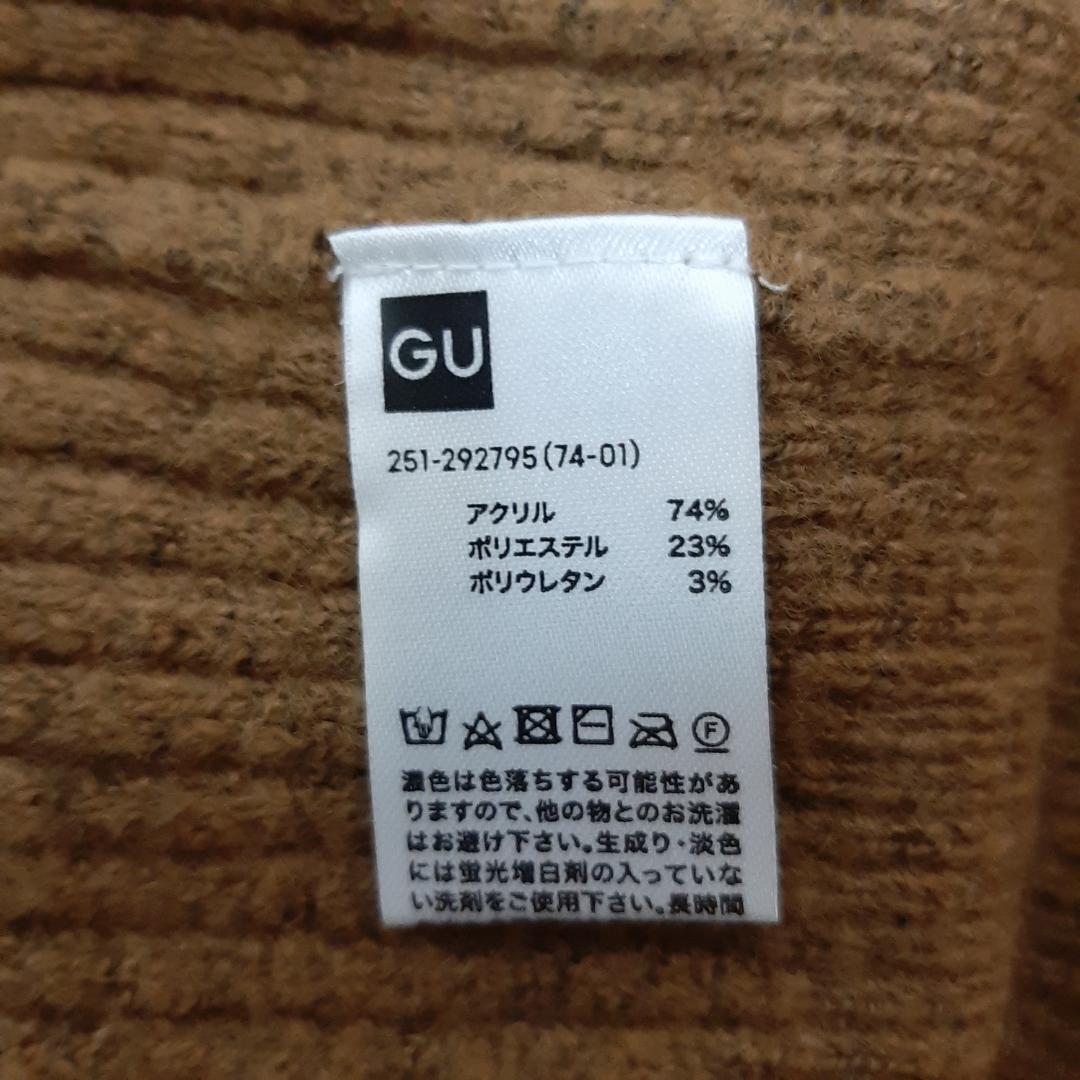 GU
251-292795(74-01)
アクリル 74%
ポリエステル 23%
ポリウレタン 3%
F
濃色は色落ちする可能性があ
りますので、他の物とのお洗濯
はお避け下さい。生成り・淡色
には蛍光増白剤の入っていな
い洗剤をご使用下さい。長時間